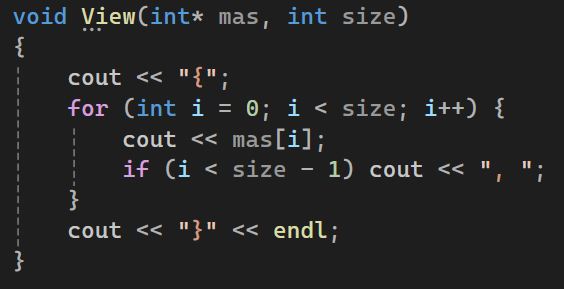 void View(int* mas, int size)
{
    cout << "{";
    for (int i = 0; i < size; i++) {
        cout << mas[i];
        if (i < size - 1) cout << ", ";
    }
    cout << "}" << endl;
}